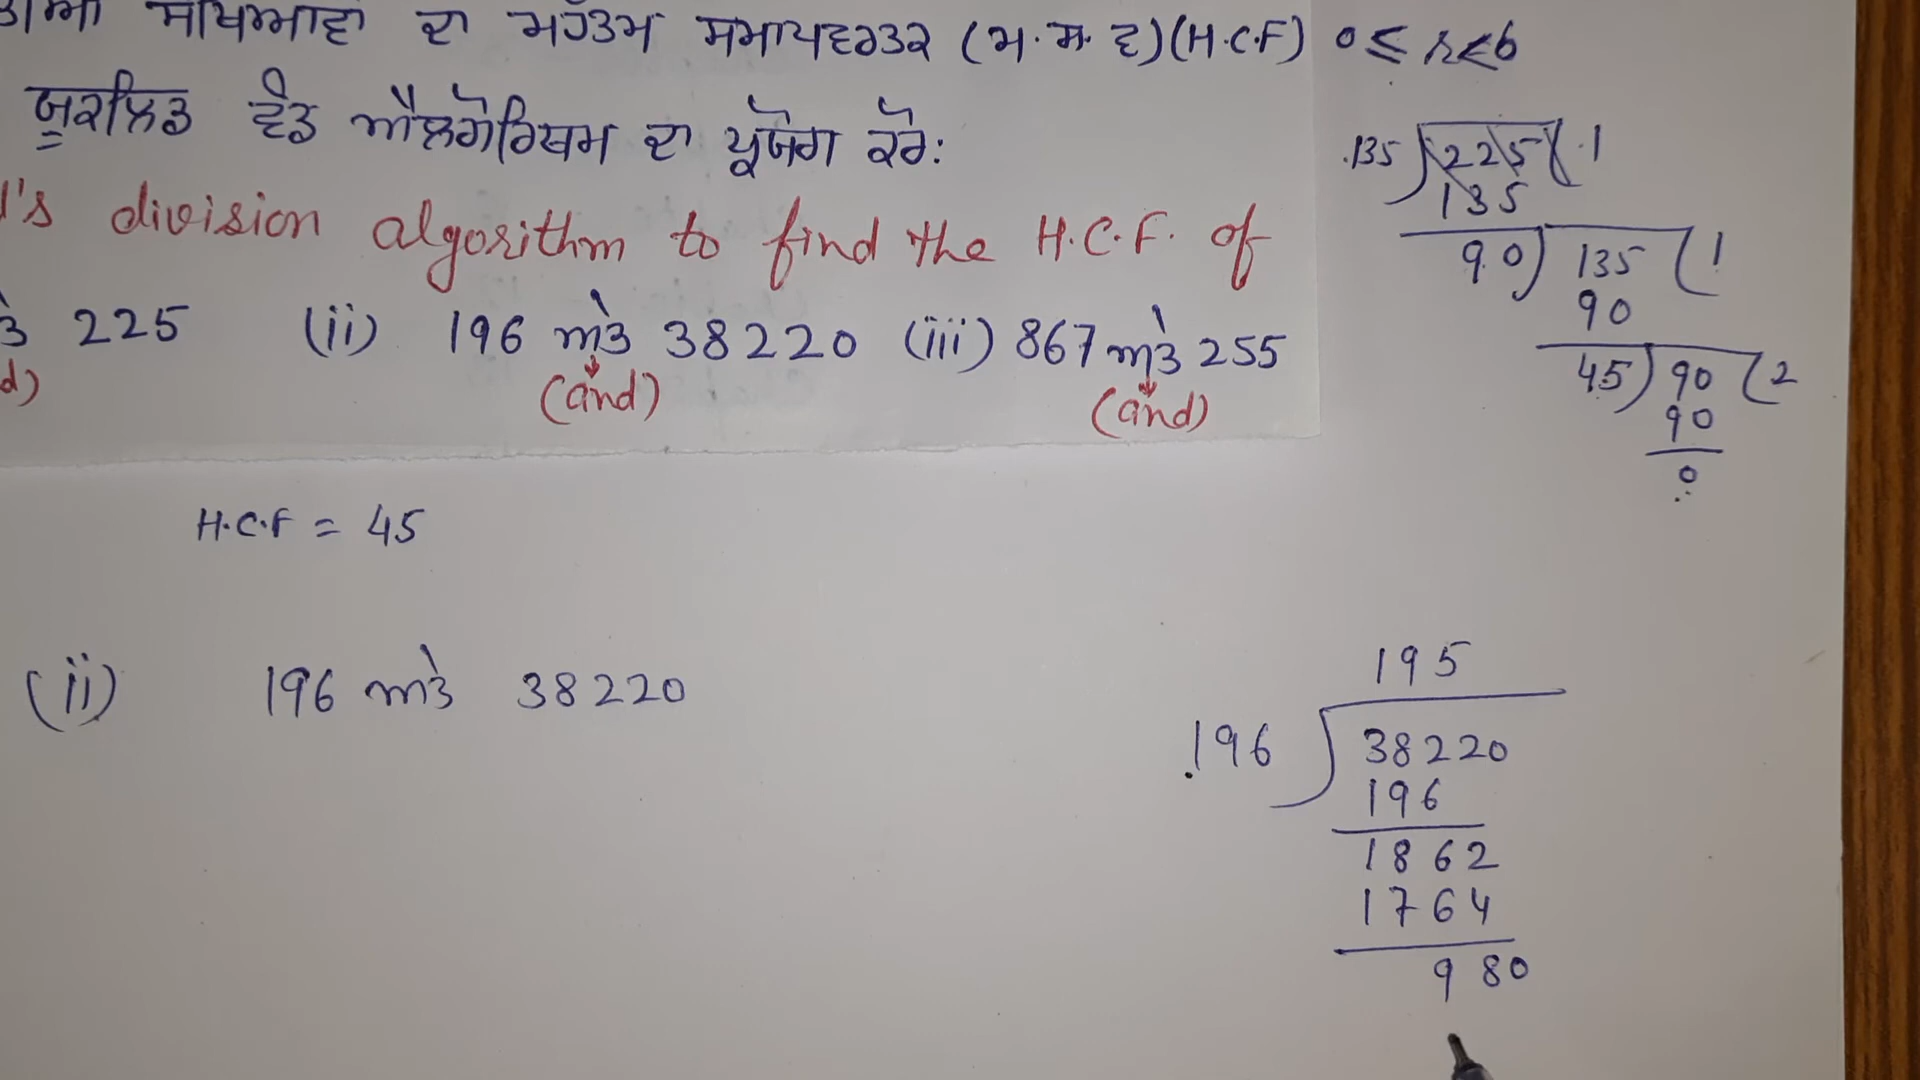 ਦਾ ਮਹੱਤਮ ਸਮਾਪਵਰਤਕ (ਮ.ਸ.ਵ)(H.C.F) 0≤ r<b
ਯੂਕਲਿਡ ਵੰਡ ਐਲਗੋਰਿਥਮ ਦਾ ਪ੍ਰਯੋਗ ਕਰੋ:
l's division algorithm to find the H.C.F. of
225 (ii) 196 ਅਤੇ 38220 (iii) 867 ਅਤੇ 255
d) (and) (and)
135) 225 (1
135
90) 135 (1
90
45) 90 (2
90
0
H.C.F = 45
(ii) 196 ਅਤੇ 38220
195
196 ) 38220
196
1862
1764
980